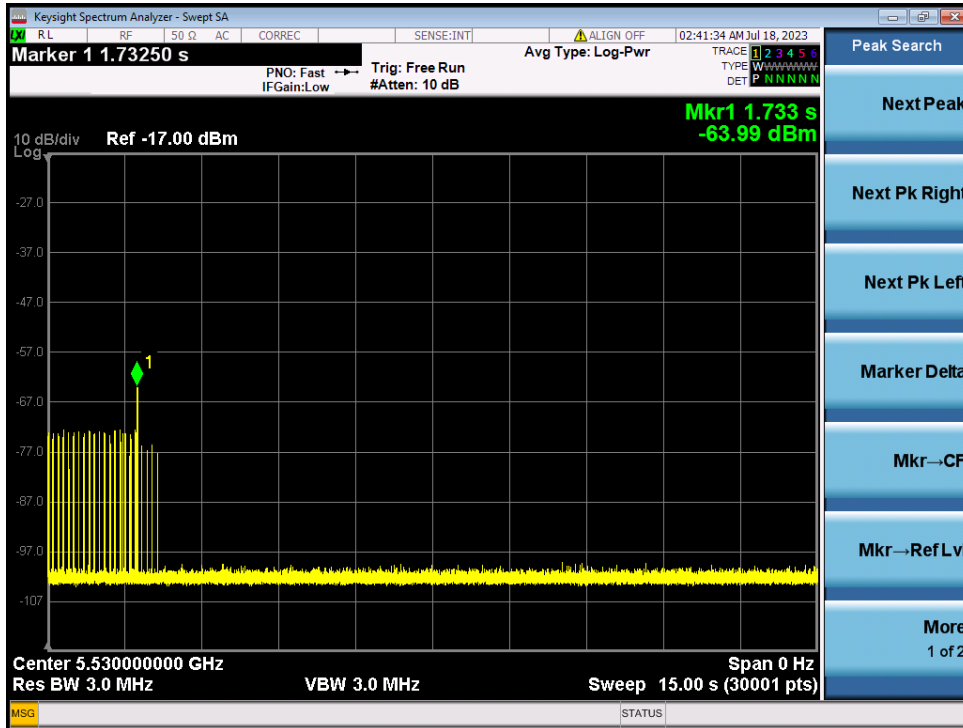 Keysight Spectrum Analyzer - Swept SA
LXI RL RF 50 Ω AC CORREC SENSE:INT ALIGN OFF 02:41:34 AM Jul 18, 2023
Marker 1 1.73250 s
PNO: Fast
IFGain:Low
Trig: Free Run
#Atten: 10 dB
Avg Type: Log-Pwr
TRACE 1 2 3 4 5 6
TYPE WWWWWWW
DET P N N N N N
Mkr1 1.733 s
-63.99 dBm
10 dB/div Ref -17.00 dBm
Log
-27.0
-37.0
-47.0
-57.0
1
-67.0
-77.0
-87.0
-97.0
-107
Center 5.530000000 GHz Span 0 Hz
Res BW 3.0 MHz VBW 3.0 MHz Sweep 15.00 s (30001 pts)
MSG STATUS
Peak Search
Next Peak
Next Pk Right
Next Pk Left
Marker Delta
Mkr→CF
Mkr→Ref Lvl
More
1 of 2